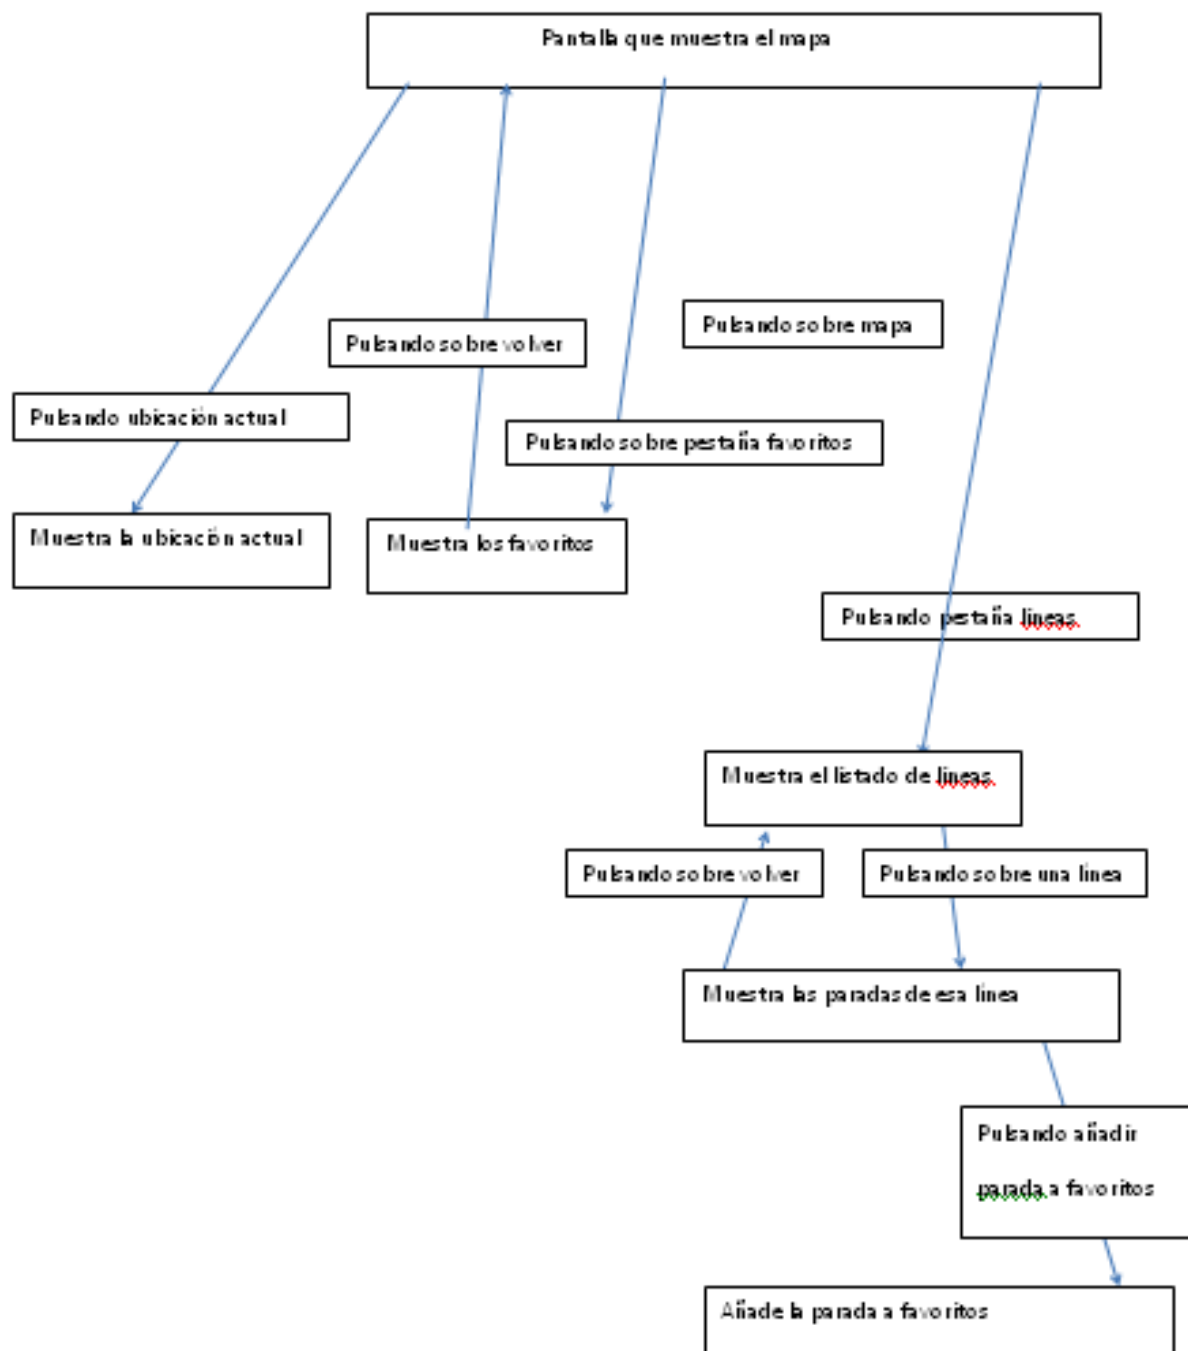 Pantalla que muestra el mapa
Pulsando sobre mapa
Pulsando sobre volver
Pulsando ubicación actual
Pulsando sobre pestaña favoritos
Muestra la ubicación actual
Muestra los favoritos
Pulsando pestaña lineas
Muestra el listado de lineas
Pulsando sobre volver
Pulsando sobre una línea
Muestra las paradas de esa línea
Pulsando añadir
parada a favoritos
Añade la parada a favoritos